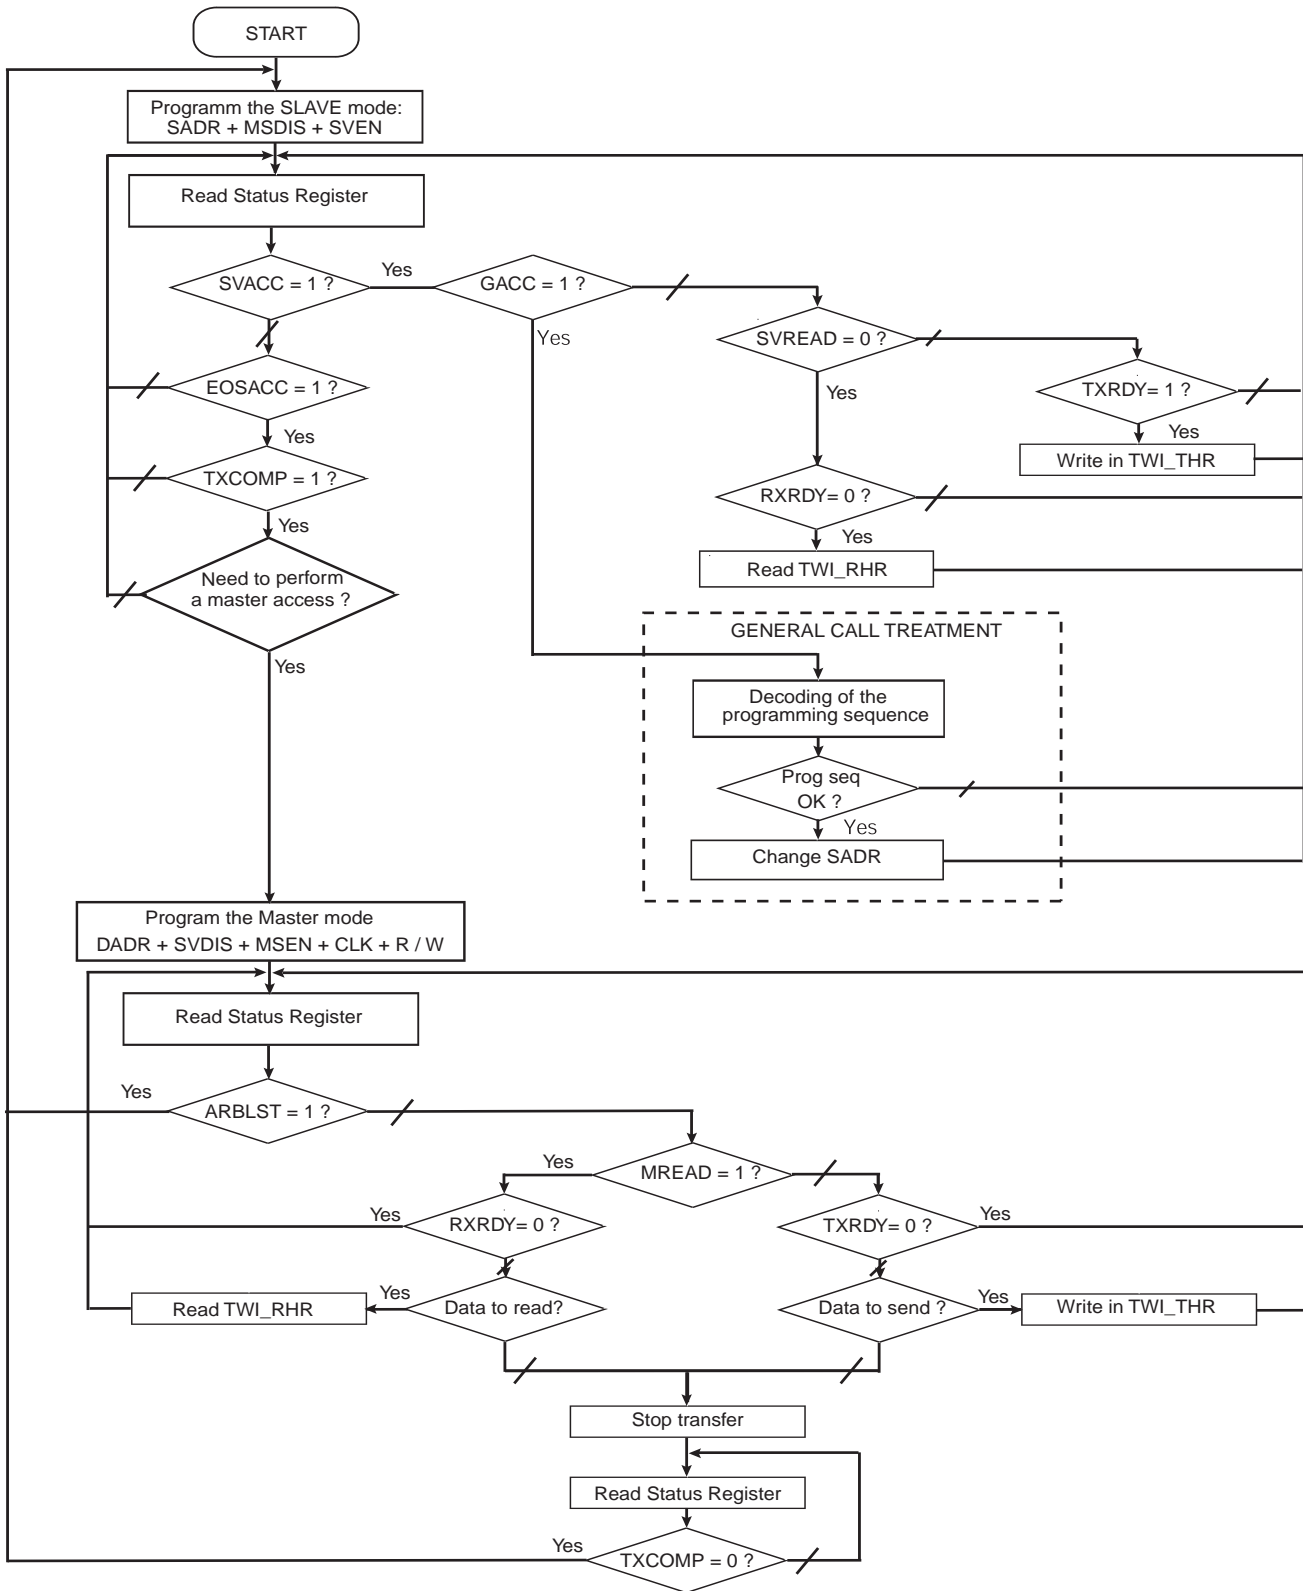 START
Programm the SLAVE mode:
SADR + MSDIS + SVEN
Read Status Register
SVACC = 1 ?
Yes
GACC = 1 ?
Yes
SVREAD = 0 ?
Yes
EOSACC = 1 ?
Yes
TXRDY= 1 ?
Yes
Write in TWI_THR
TXCOMP = 1 ?
Yes
RXRDY= 0 ?
Yes
Read TWI_RHR
Need to perform
a master access ?
Yes
GENERAL CALL TREATMENT
Decoding of the
programming sequence
Prog seq
OK ?
Yes
Change SADR
Program the Master mode
DADR + SVDIS + MSEN + CLK + R / W
Read Status Register
Yes
ARBLST = 1 ?
Yes
MREAD = 1 ?
Yes
RXRDY= 0 ?
TXRDY= 0 ?
Yes
Read TWI_RHR
Yes
Data to read?
Data to send ?
Yes
Write in TWI_THR
Stop transfer
Read Status Register
Yes
TXCOMP = 0 ?